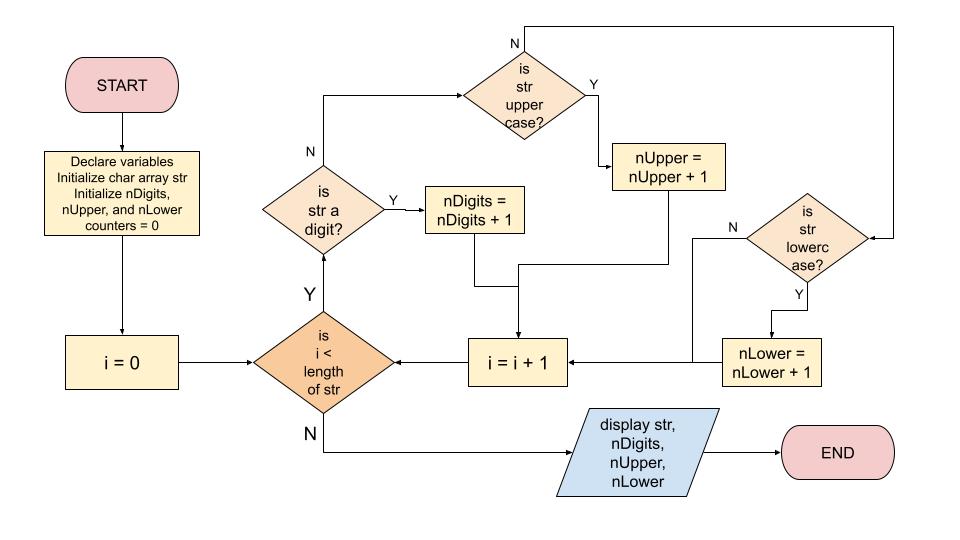 START
Declare variables
Initialize char array str
Initialize nDigits,
nUpper, and nLower
counters = 0
i = 0
is
i <
length
of str
Y
N
is
str a
digit?
N
Y
nDigits =
nDigits + 1
is
str
upper
case?
N
Y
nUpper =
nUpper + 1
is
str
lowerc
ase?
N
Y
nLower =
nLower + 1
i = i + 1
display str,
nDigits,
nUpper,
nLower
END